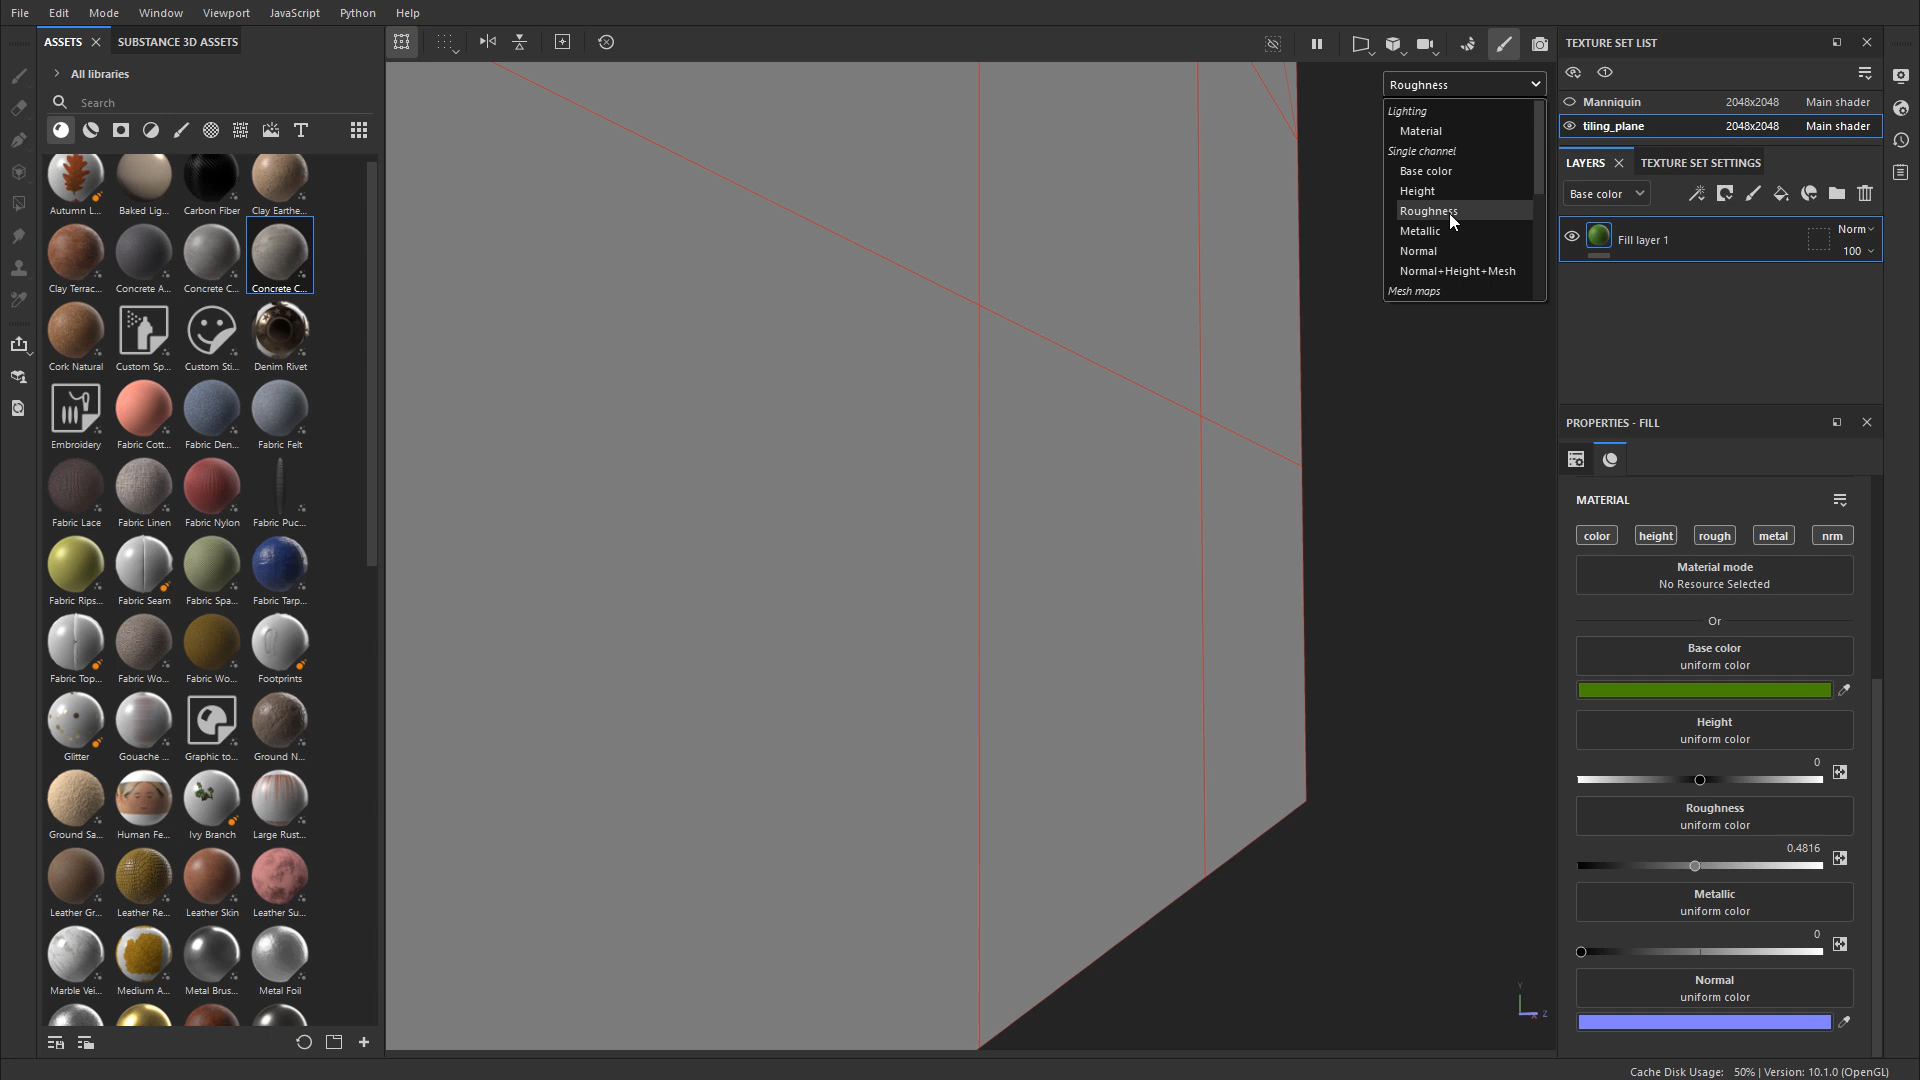 File Edit Mode Window Viewport JavaScript Python Help
ASSETS SUBSTANCE 3D ASSETS
All libraries
Search
Autumn L... Baked Lig... Carbon Fiber Clay Earthe...
Clay Terrac... Concrete A... Concrete C... Concrete C...
Cork Natural Custom Sp... Custom Sti... Denim Rivet
Embroidery Fabric Cott... Fabric Den... Fabric Felt
Fabric Lace Fabric Linen Fabric Nylon Fabric Puc...
Fabric Rips... Fabric Seam Fabric Spa... Fabric Tarp...
Fabric Top... Fabric Wo... Fabric Wo... Footprints
Glitter Gouache ... Graphic to... Ground N...
Ground Sa... Human Fe... Ivy Branch Large Rust...
Leather Gr... Leather Re... Leather Skin Leather Su...
Marble Vei... Medium A... Metal Brus... Metal Foil
Roughness
Lighting
Material
Single channel
Base color
Height
Roughness
Metallic
Normal
Normal+Height+Mesh
Mesh maps
Y
Z
TEXTURE SET LIST
Mannequin 2048x2048 Main shader
tiling_plane 2048x2048 Main shader
LAYERS TEXTURE SET SETTINGS
Base color
Fill layer 1
Norm
100
PROPERTIES - FILL
MATERIAL
color height rough metal nrm
Material mode
No Resource Selected
Or
Base color
uniform color
Height
uniform color
0
Roughness
uniform color
0.4816
Metallic
uniform color
0
Normal
uniform color
Cache Disk Usage: 50% | Version: 10.1.0 (OpenGL)